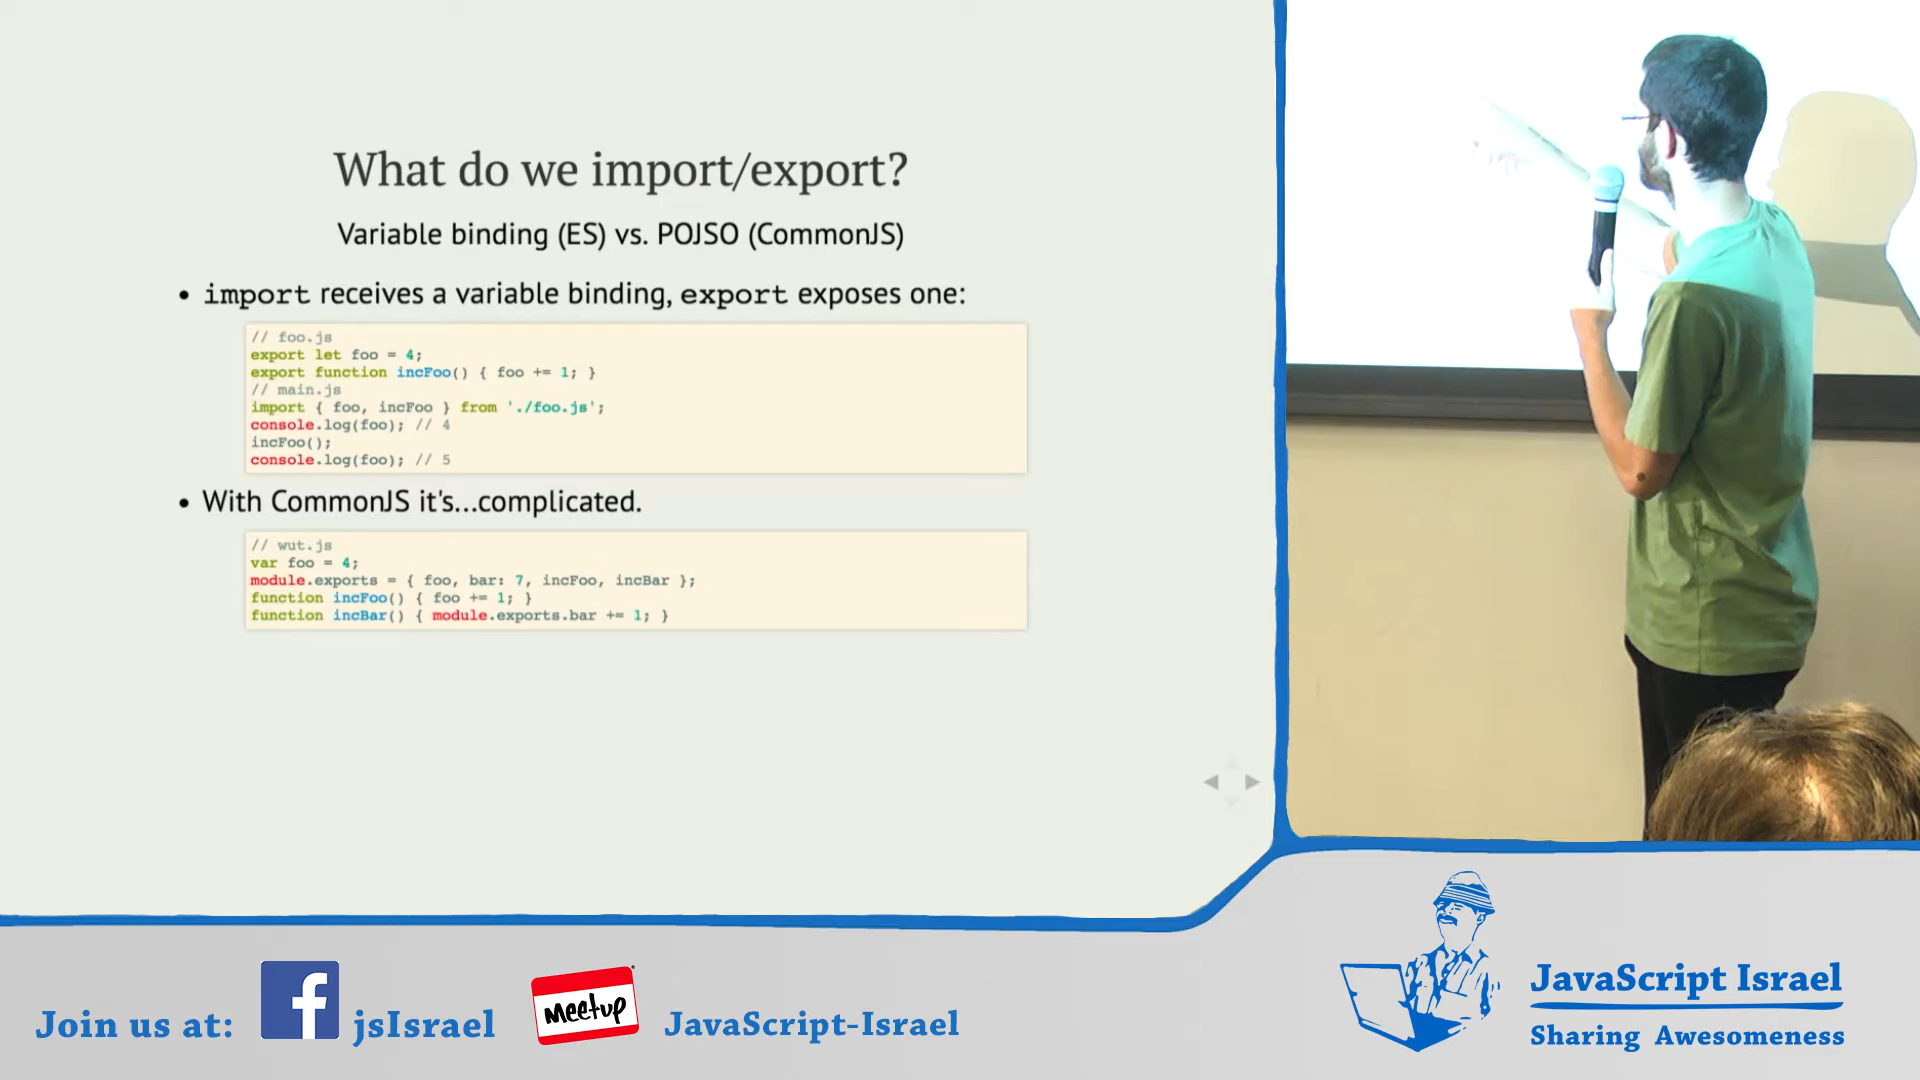 What do we import/export?
Variable binding (ES) vs. POJSO (CommonJS)
• import receives a variable binding, export exposes one:
// foo.js
export let foo = 4;
export function incFoo() { foo += 1; }
// main.js
import { foo, incFoo } from './foo.js';
console.log(foo); // 4
incFoo();
console.log(foo); // 5
• With CommonJS it's...complicated.
// wut.js
var foo = 4;
module.exports = { foo, bar: 7, incFoo, incBar };
function incFoo() { foo += 1; }
function incBar() { module.exports.bar += 1; }
Join us at: f jsIsrael Meetup JavaScript-Israel
JavaScript Israel
Sharing Awesomeness